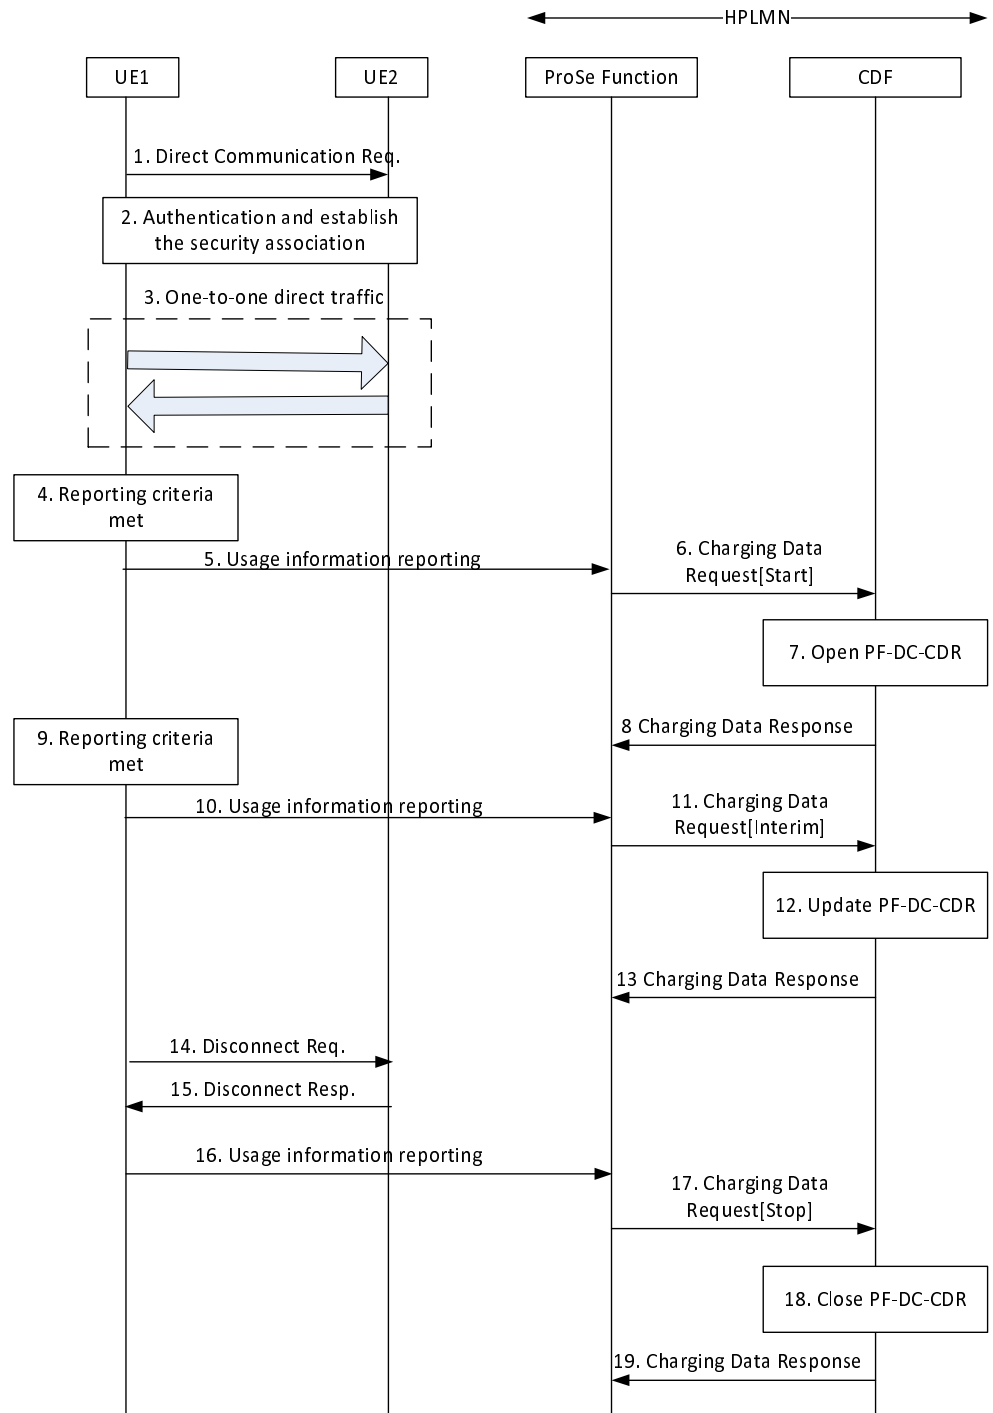 HPLMN
UE1
UE2
ProSe Function
CDF
1. Direct Communication Req.
2. Authentication and establish
the security association
3. One-to-one direct traffic
4. Reporting criteria
met
5. Usage information reporting
6. Charging Data
Request[Start]
7. Open PF-DC-CDR
8 Charging Data Response
9. Reporting criteria
met
10. Usage information reporting
11. Charging Data
Request[Interim]
12. Update PF-DC-CDR
13 Charging Data Response
14. Disconnect Req.
15. Disconnect Resp.
16. Usage information reporting
17. Charging Data
Request[Stop]
18. Close PF-DC-CDR
19. Charging Data Response